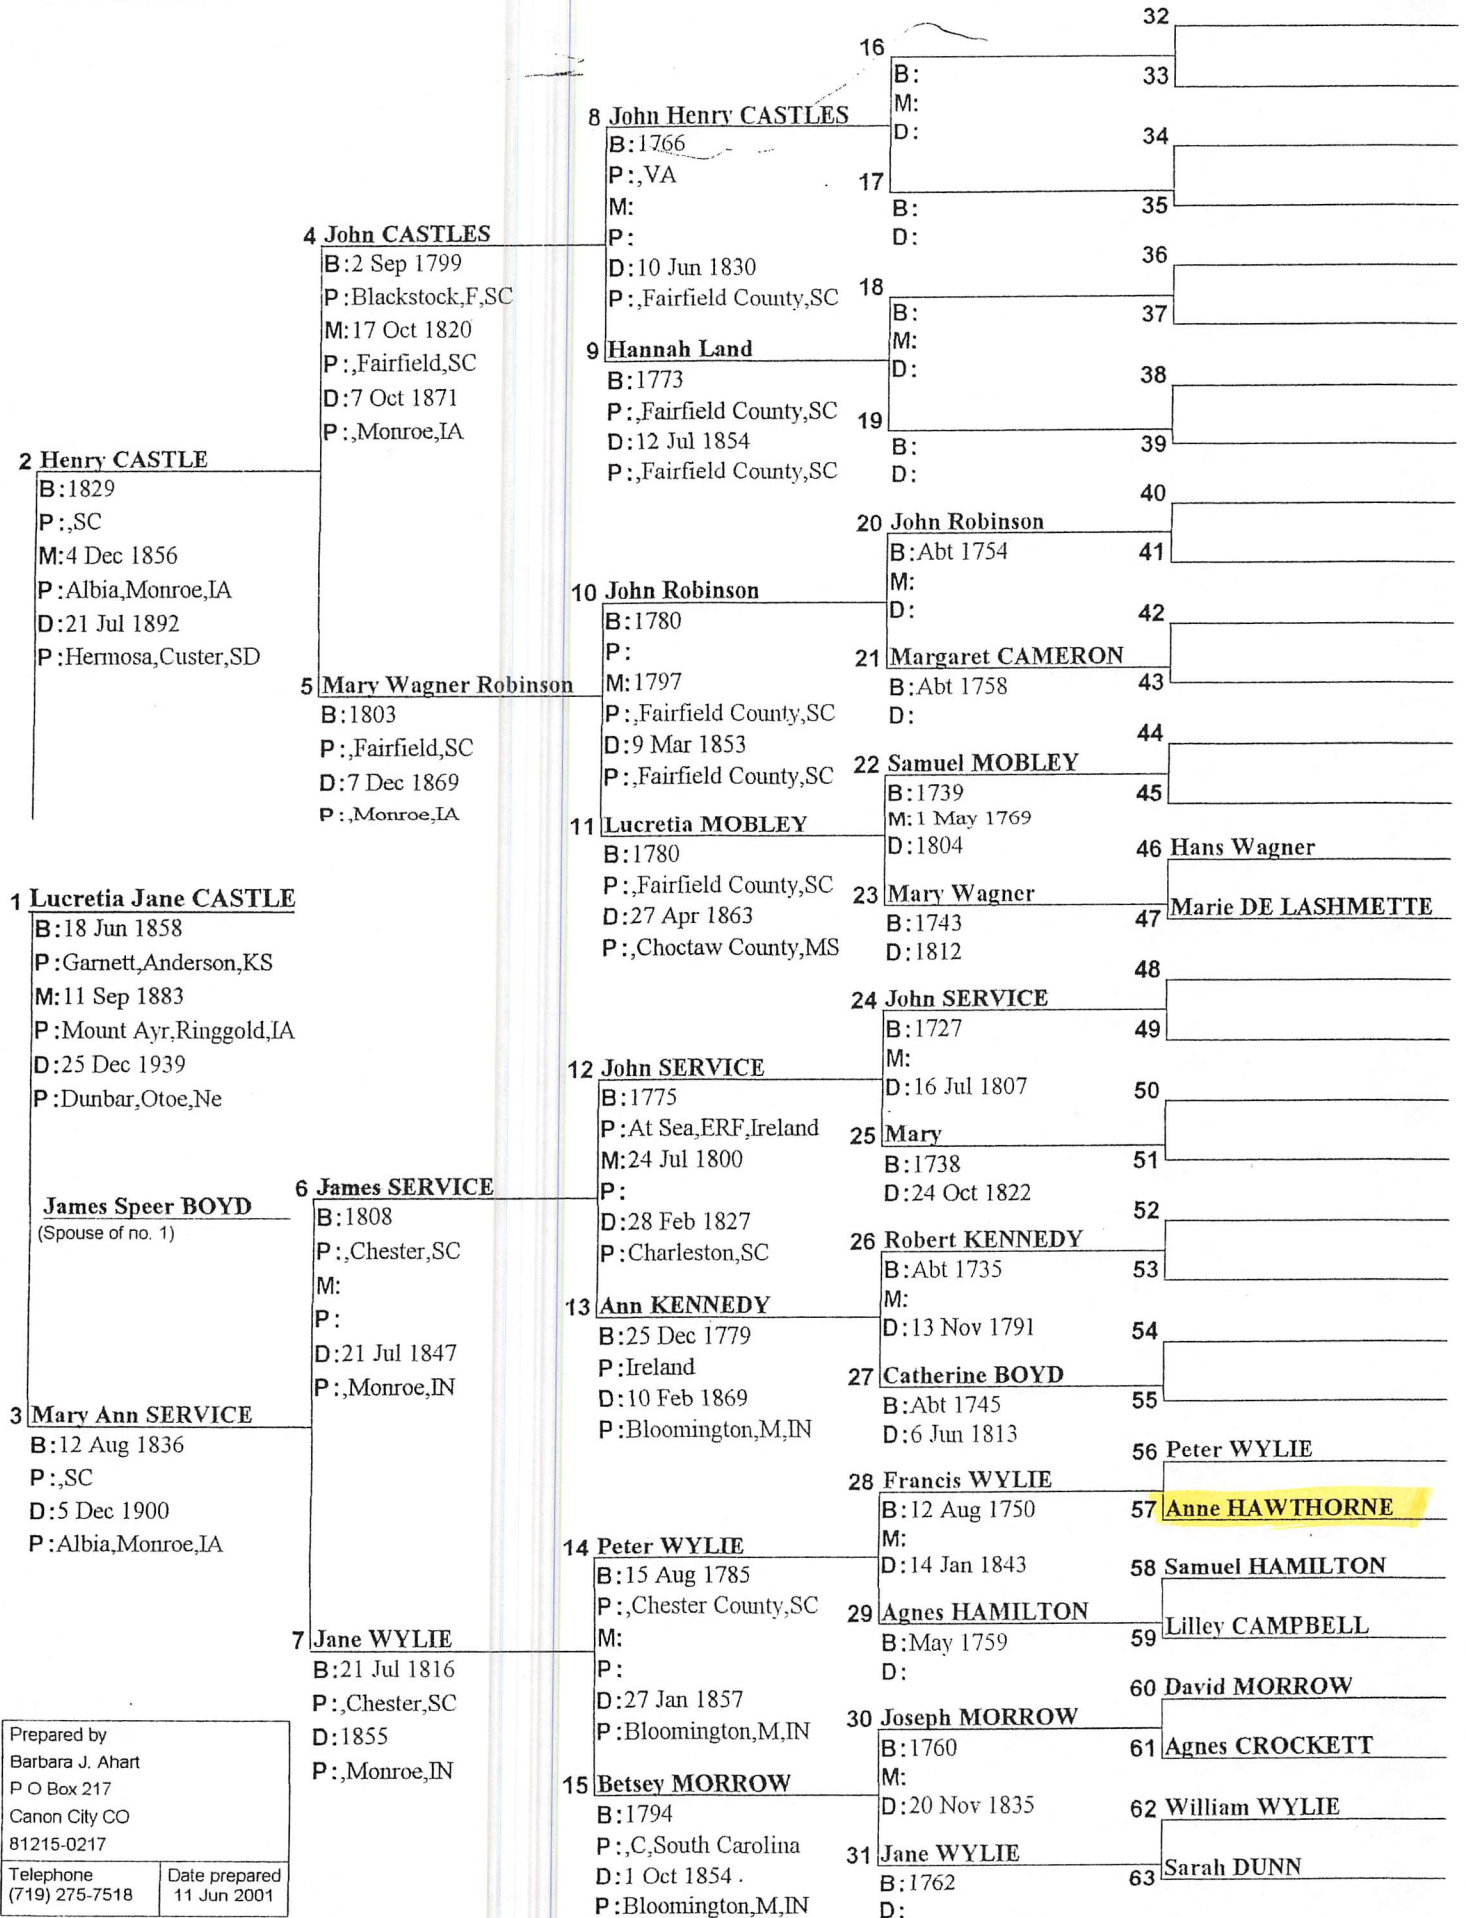 2 Henry CASTLE
B:1829
P:,SC
M:4 Dec 1856
P:Albia,Monroe,IA
D:21 Jul 1892
P:Hermosa,Custer,SD
1 Lucretia Jane CASTLE
B:18 Jun 1858
P:Garnett,Anderson,KS
M:11 Sep 1883
P:Mount Ayr,Ringgold,IA
D:25 Dec 1939
P:Dunbar,Otoe,Ne
James Speer BOYD
(Spouse of no. 1)
3 Mary Ann SERVICE
B:12 Aug 1836
P:,SC
D:5 Dec 1900
P:Albia,Monroe,IA
Prepared by
Barbara J. Ahart
P O Box 217
Canon City CO
81215-0217
Telephone
(719) 275-7518
Date prepared
11 Jun 2001
4 John CASTLES
B:2 Sep 1799
P:Blackstock,F,SC
M:17 Oct 1820
P:,Fairfield,SC
D:7 Oct 1871
P:,Monroe,IA
5 Mary Wagner Robinson
B:1803
P:,Fairfield,SC
D:7 Dec 1869
P:,Monroe,IA
6 James SERVICE
B:1808
P:,Chester,SC
M:
P:
D:21 Jul 1847
P:,Monroe,IN
7 Jane WYLIE
B:21 Jul 1816
P:,Chester,SC
D:1855
P:,Monroe,IN
8 John Henry CASTLES
B:1766
P:,VA
M:
P:
D:10 Jun 1830
P:,Fairfield County,SC
9 Hannah Land
B:1773
P:,Fairfield County,SC
D:12 Jul 1854
P:,Fairfield County,SC
10 John Robinson
B:1780
P:
M:1797
P:,Fairfield County,SC
D:9 Mar 1853
P:,Fairfield County,SC
11 Lucretia MOBLEY
B:1780
P:,Fairfield County,SC
D:27 Apr 1863
P:,Choctaw County,MS
12 John SERVICE
B:1775
P:At Sea,ERF,Ireland
M:24 Jul 1800
P:
D:28 Feb 1827
P:Charleston,SC
13 Ann KENNEDY
B:25 Dec 1779
P:Ireland
D:10 Feb 1869
P:Bloomington,M,IN
14 Peter WYLIE
B:15 Aug 1785
P:,Chester County,SC
M:
P:
D:27 Jan 1857
P:Bloomington,M,IN
15 Betsey MORROW
B:1794
P:,C,South Carolina
D:1 Oct 1854
P:Bloomington,M,IN
16
B:
M:
D:
17
B:
D:
18
B:
M:
D:
19
B:
D:
20 John Robinson
B:Abt 1754
M:
D:
21 Margaret CAMERON
B:Abt 1758
D:
22 Samuel MOBLEY
B:1739
M:1 May 1769
D:1804
23 Mary Wagner
B:1743
D:1812
24 John SERVICE
B:1727
M:
D:16 Jul 1807
25 Mary
B:1738
D:24 Oct 1822
26 Robert KENNEDY
B:Abt 1735
M:
D:13 Nov 1791
27 Catherine BOYD
B:Abt 1745
D:6 Jun 1813
28 Francis WYLIE
B:12 Aug 1750
M:
D:14 Jan 1843
29 Agnes HAMILTON
B:May 1759
D:
30 Joseph MORROW
B:1760
M:
D:20 Nov 1835
31 Jane WYLIE
B:1762
D:
32
33
34
35
36
37
38
39
40
41
42
43
44
45
46 Hans Wagner
47 Marie DE LASHMETTE
48
49
50
51
52
53
54
55
56 Peter WYLIE
57 Anne HAWTHORNE
58 Samuel HAMILTON
59 Lilley CAMPBELL
60 David MORROW
61 Agnes CROCKETT
62 William WYLIE
63 Sarah DUNN